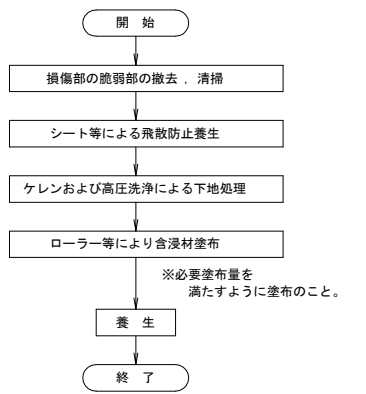 開　始
損傷部の脆弱部の撤去，清掃
シート等による飛散防止養生
ケレンおよび高圧洗浄による下地処理
ローラー等により含浸材塗布
※必要塗布量を
満たすように塗布のこと。
養　生
終　了